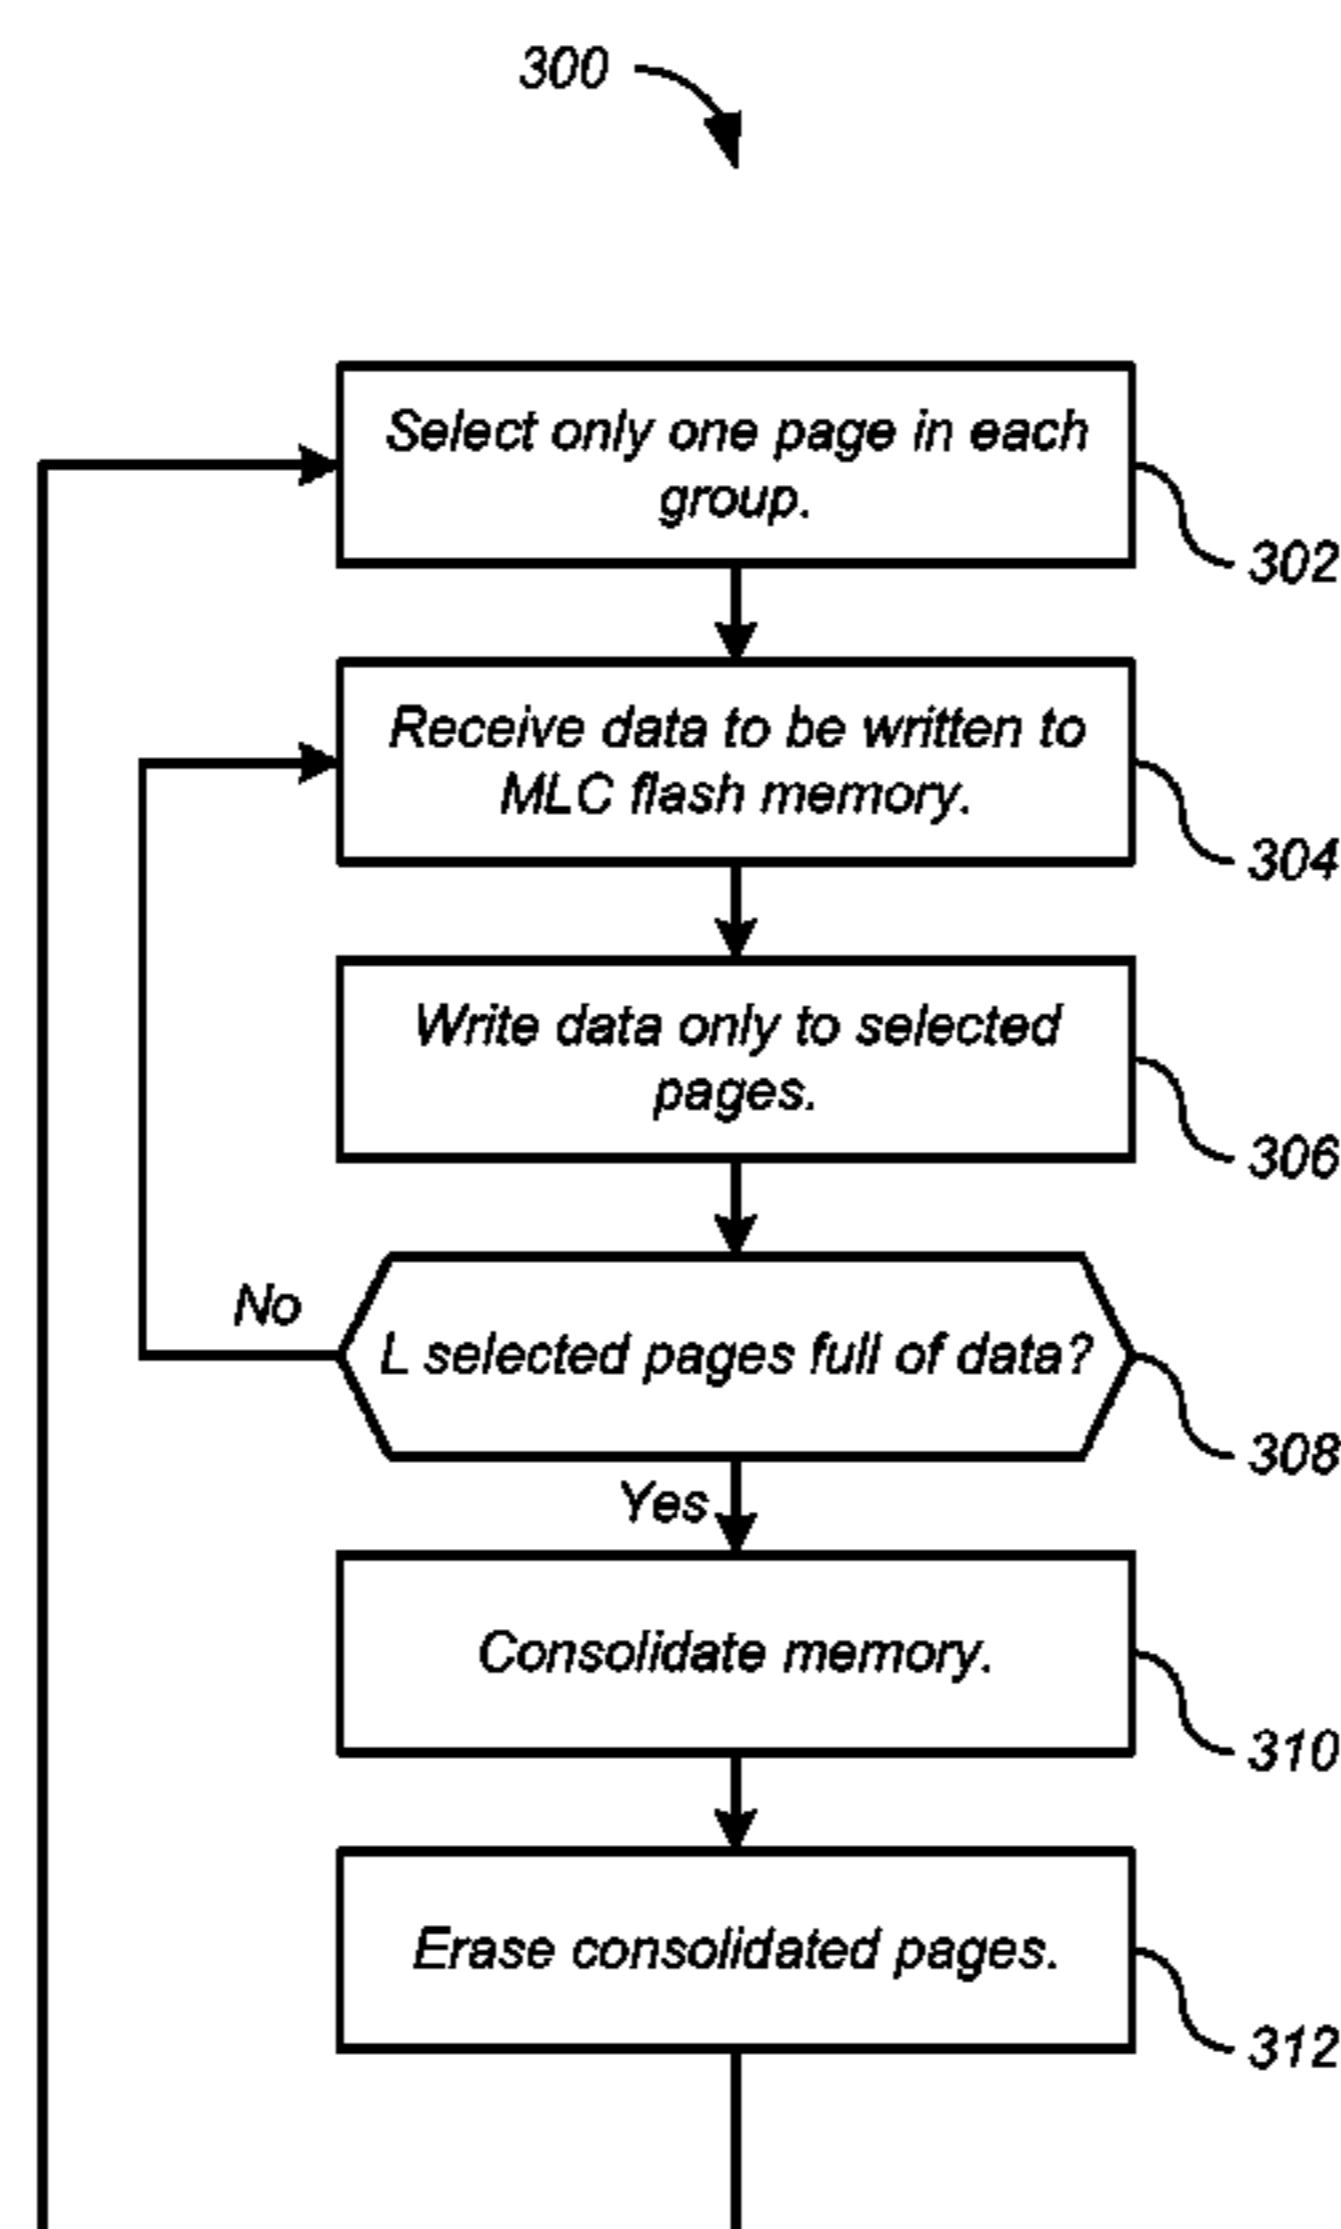 300
Select only one page in each
group.
302
Receive data to be written to
MLC flash memory.
304
Write data only to selected
pages.
306
No
L selected pages full of data?
308
Yes
Consolidate memory.
310
Erase consolidated pages.
312